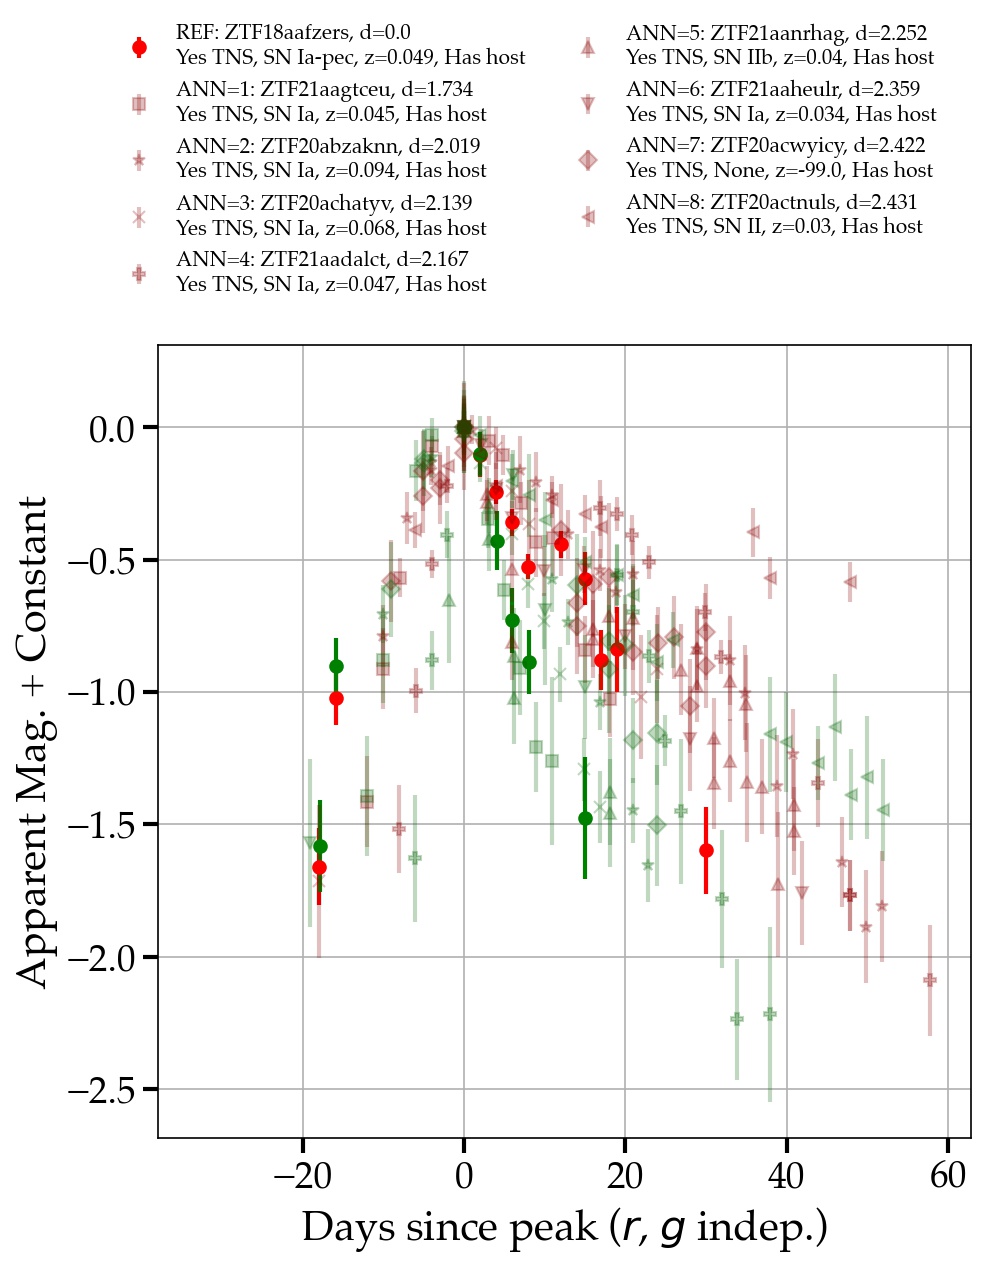 REF: ZTF18aafzers, d=0.0
Yes TNS, SN Ia-pec, z=0.049, Has host
ANN=1: ZTF21aagtceu, d=1.734
Yes TNS, SN Ia, z=0.045, Has host
ANN=2: ZTF20abzaknn, d=2.019
Yes TNS, SN Ia, z=0.094, Has host
ANN=3: ZTF20achatyv, d=2.139
Yes TNS, SN Ia, z=0.068, Has host
ANN=4: ZTF21aadalct, d=2.167
Yes TNS, SN Ia, z=0.047, Has host
ANN=5: ZTF21aanrhag, d=2.252
Yes TNS, SN IIb, z=0.04, Has host
ANN=6: ZTF21aaheulr, d=2.359
Yes TNS, SN Ia, z=0.034, Has host
ANN=7: ZTF20acwyicy, d=2.422
Yes TNS, None, z=-99.0, Has host
ANN=8: ZTF20actnuls, d=2.431
Yes TNS, SN II, z=0.03, Has host
Apparent Mag. + Constant
0.0
−0.5
−1.0
−1.5
−2.0
−2.5
−20
0
20
40
60
Days since peak (r, g indep.)